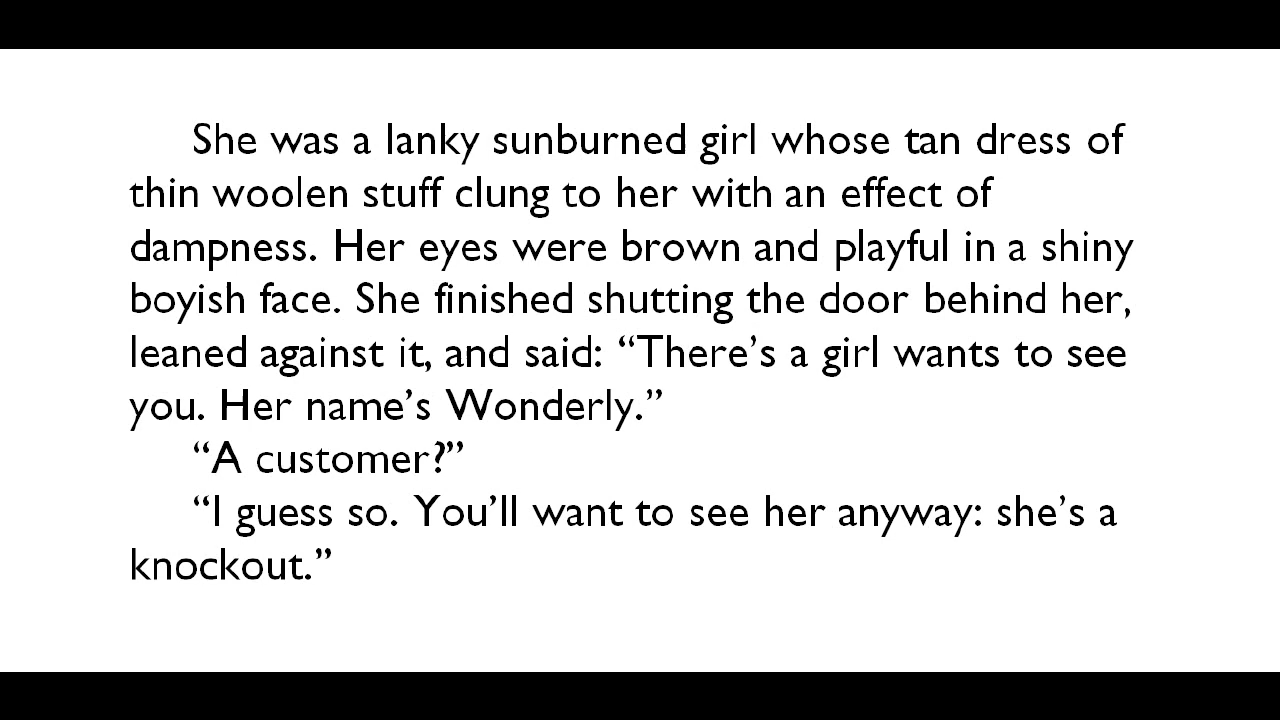 She was a lanky sunburned girl whose tan dress of
thin woolen stuff clung to her with an effect of
dampness. Her eyes were brown and playful in a shiny
boyish face. She finished shutting the door behind her,
leaned against it, and said: “There’s a girl wants to see
you. Her name’s Wonderly.”
“A customer?”
“I guess so. You’ll want to see her anyway: she’s a
knockout.”